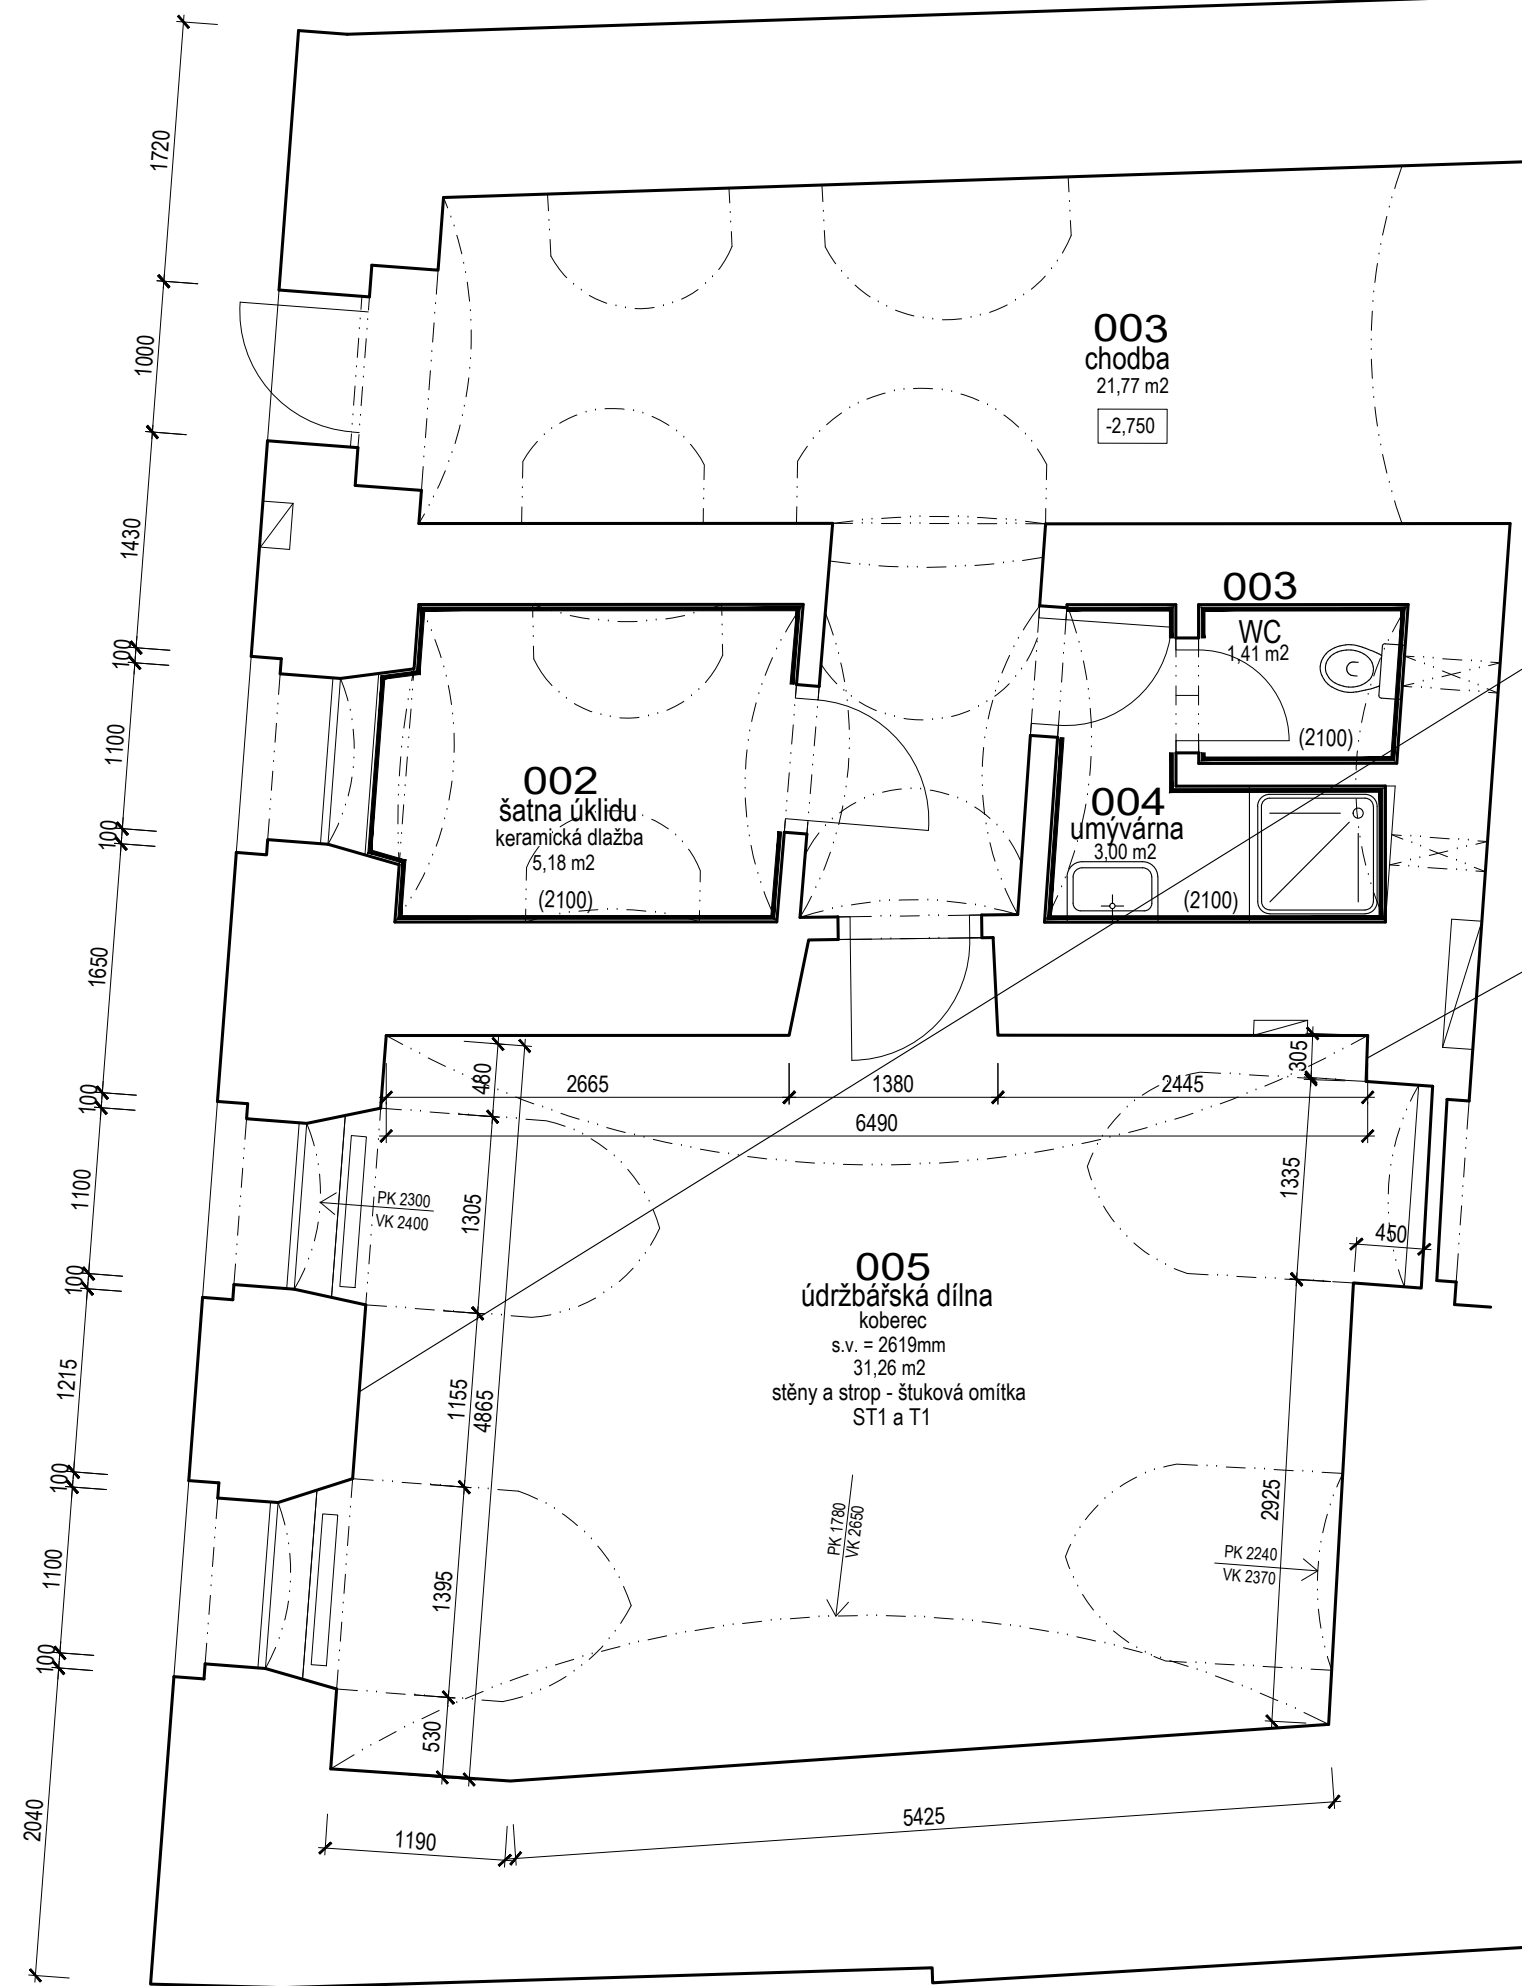 1720
1000
1430
100
1100
100
1650
100
1100
100
1215
100
1100
100
2040
003
chodba
21,77 m2
-2,750
003
WC
1,41 m2
(2100)
002
šatna úklidu
keramická dlažba
5,18 m2
(2100)
004
umývárna
3,00 m2
(2100)
480
2665
1380
2445
305
6490
1305
1335
450
PK 2300
VK 2400
005
údržbářská dílna
koberec
s.v. = 2619mm
31,26 m2
stěny a strop - štuková omítka
ST1 a T1
1155
4865
2925
PK 1780
VK 2650
PK 2240
VK 2370
1395
530
1190
5425